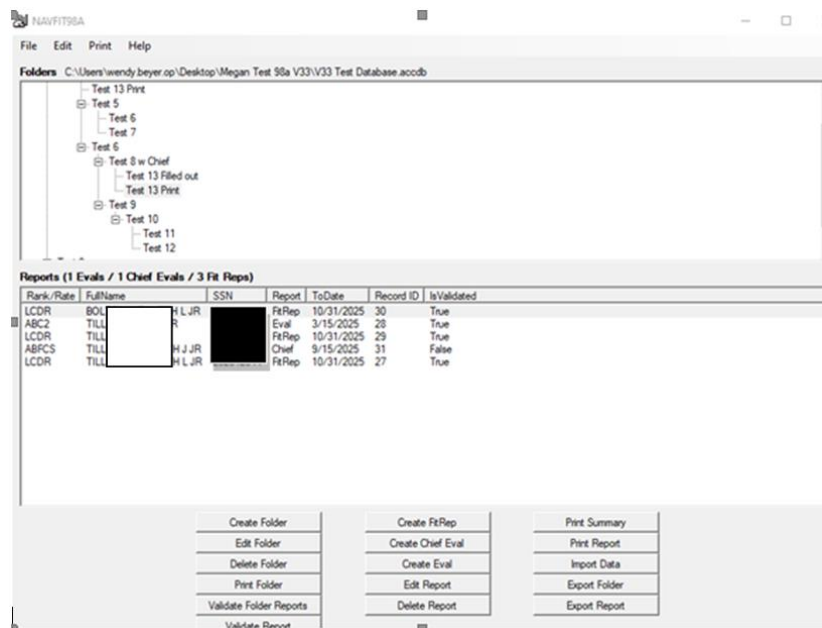 NAVFIT98A
File Edit Print Help
Folders C:\Users\wendy.beyer.op\Desktop\Megan Test 98a V33\V33 Test Database.accdb
Test 13 Print
Test 5
Test 6
Test 7
Test 6
Test 8 w Chief
Test 13 Filled out
Test 13 Print
Test 9
Test 10
Test 11
Test 12
Reports (1 Evals / 1 Chief Evals / 3 Fit Reps)
Rank/Rate FullName SSN Report ToDate Record ID IsValidated
LCDR BOL H L JR FitRep 10/31/2025 30 True
ABC2 TILL R Eval 3/15/2025 28 True
LCDR TILL FitRep 10/31/2025 29 True
ABFCS TILL H J JR Chief 9/15/2025 31 False
LCDR TILL H L JR FitRep 10/31/2025 27 True
Create Folder Create FitRep Print Summary
Edit Folder Create Chief Eval Print Report
Delete Folder Create Eval Import Data
Print Folder Edit Report Export Folder
Validate Folder Reports Delete Report Export Report
Validate Report